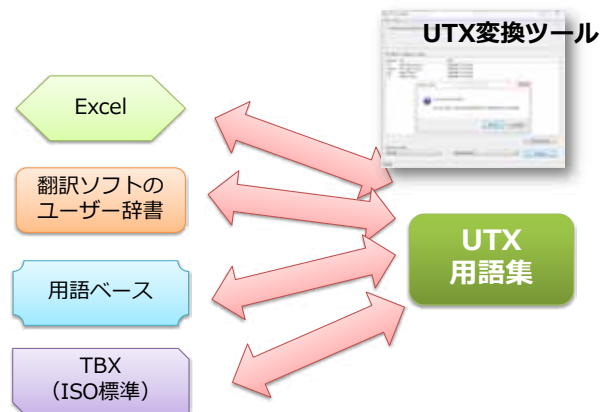 UTX変換ツール
Excel
翻訳ソフトの
ユーザー辞書
用語ベース
TBX
（ISO標準）
UTX
用語集